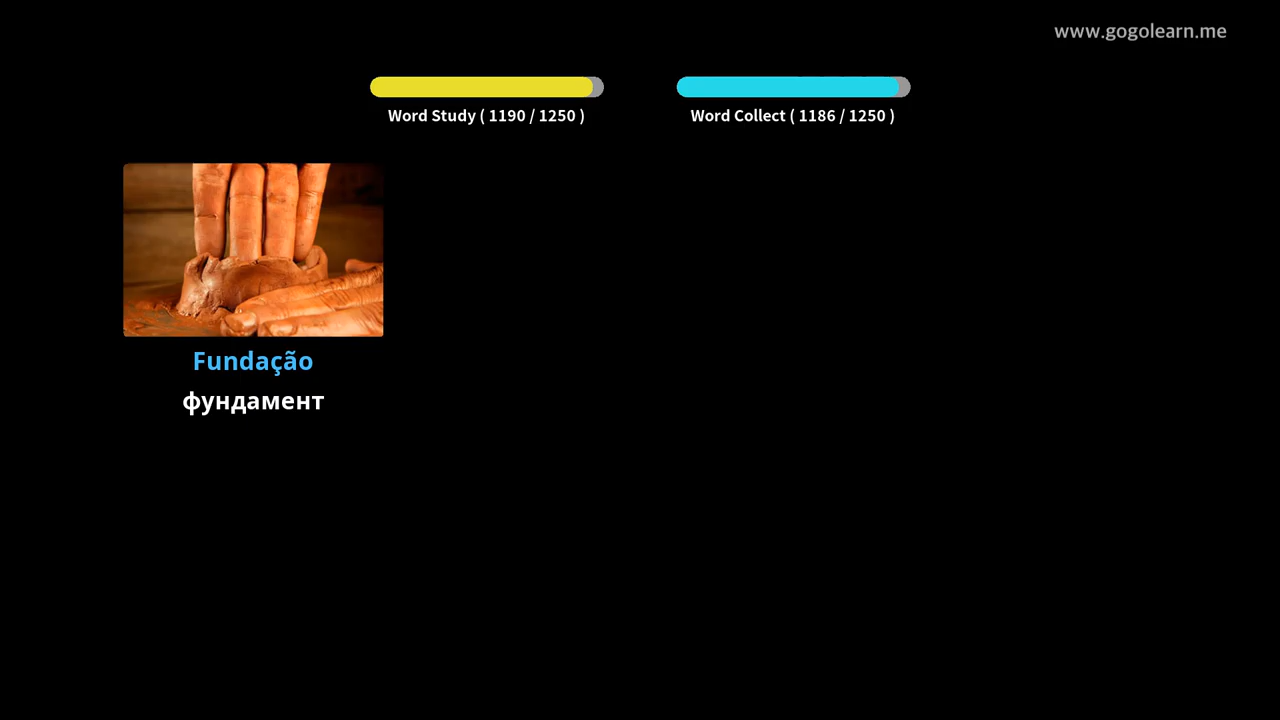 www.gogolearn.me
Word Study ( 1190 / 1250 )
Word Collect ( 1186 / 1250 )
Fundação
фундамент